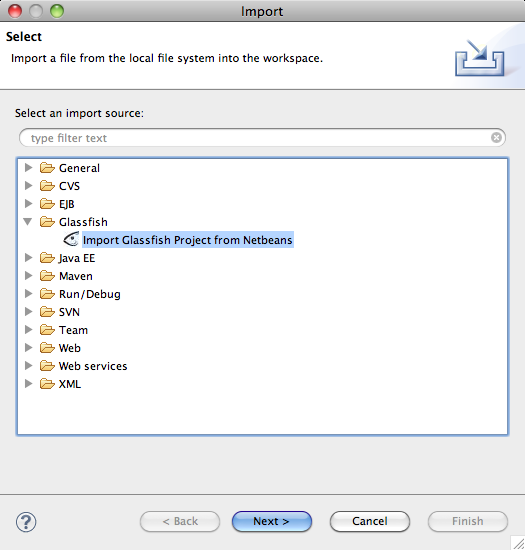 Import
Select
Import a file from the local file system into the workspace.
Select an import source:
type filter text
General
CVS
EJB
Glassfish
Import Glassfish Project from Netbeans
Java EE
Maven
Run/Debug
SVN
Team
Web
Web services
XML
?
< Back
Next >
Cancel
Finish